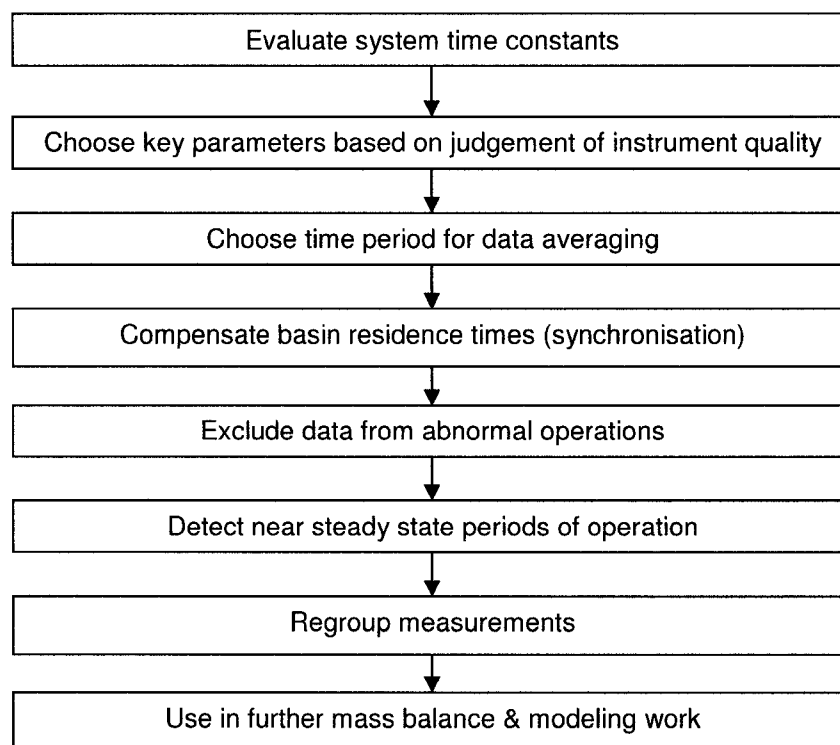 Evaluate system time constants
Choose key parameters based on judgement of instrument quality
Choose time period for data averaging
Compensate basin residence times (synchronisation)
Exclude data from abnormal operations
Detect near steady state periods of operation
Regroup measurements
Use in further mass balance & modeling work